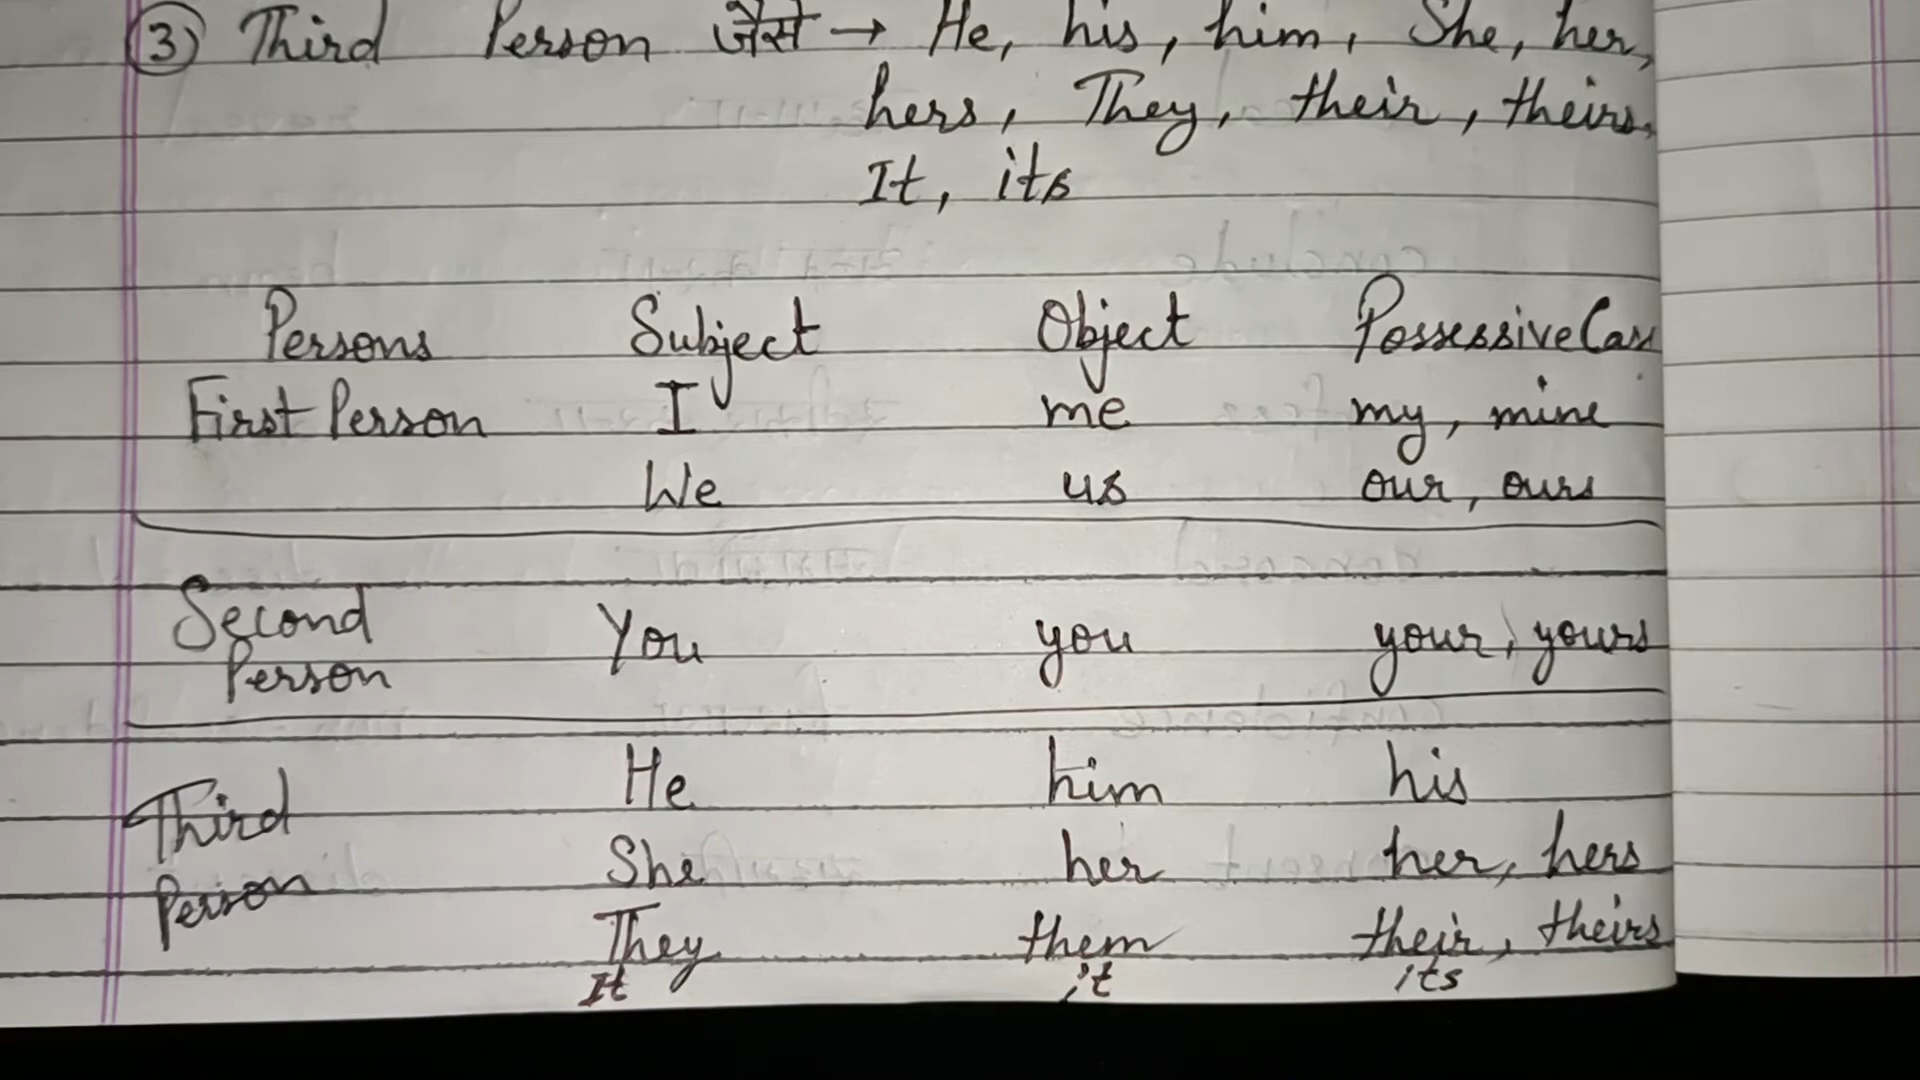 ③ Third Person जैसे → He, his, him, She, her,
hers, They, their, theirs,
It, its
Persons Subject Object Possessive Cas
First Person I me my, mine
We us our, ours
Second Person You you your, yours
Third Person He him his
She her her, hers
They them their, theirs
It it its